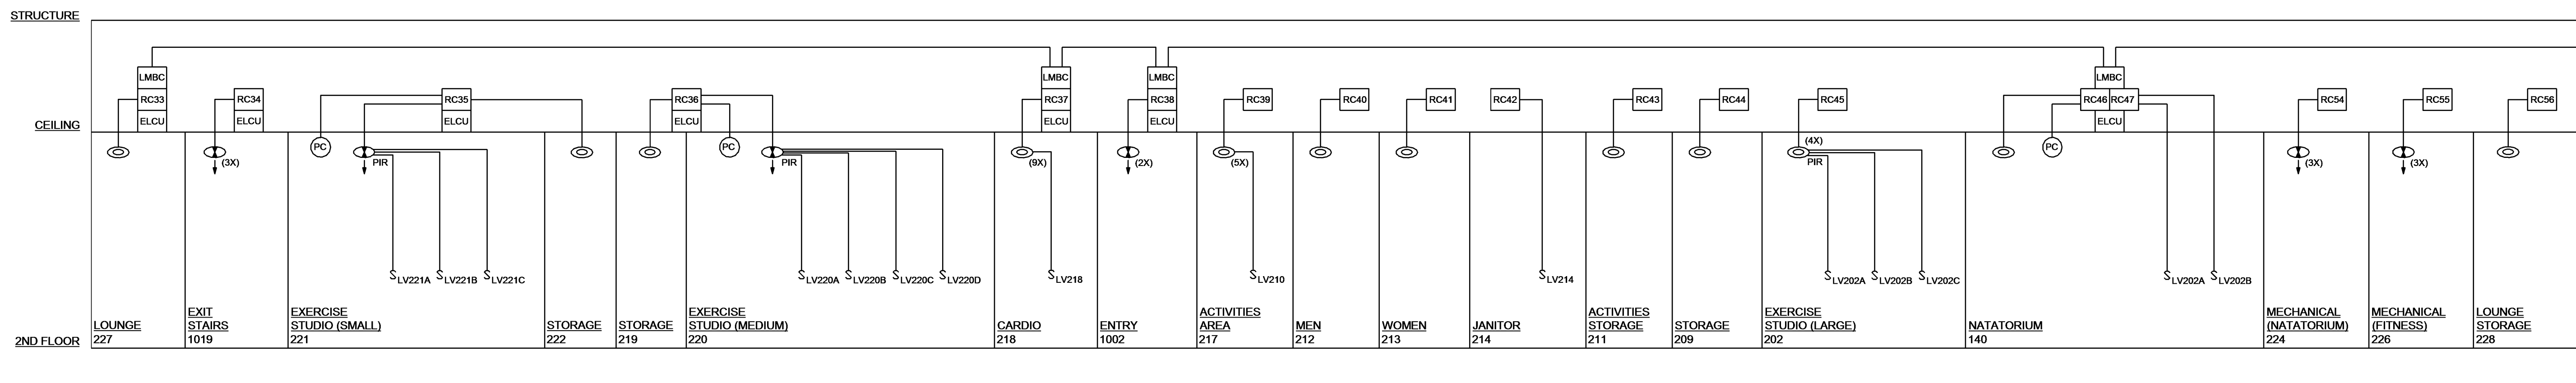 STRUCTURE
LMBC
LMBC
LMBC
LMBC
RC33
RC34
RC35
RC36
RC37
RC38
RC39
RC40
RC41
RC42
RC43
RC44
RC45
RC46
RC47
RC54
RC55
RC56
CEILING
ELCU
ELCU
ELCU
ELCU
ELCU
ELCU
ELCU
(3X)
PC
PIR
PC
PIR
(9X)
(2X)
(5X)
(4X)
PIR
PC
(3X)
(3X)
LV221A
LV221B
LV221C
LV220A
LV220B
LV220C
LV220D
LV218
LV210
LV214
LV202A
LV202B
LV202C
LV202A
LV202B
2ND FLOOR
LOUNGE
227
EXIT
STAIRS
1019
EXERCISE
STUDIO (SMALL)
221
STORAGE
222
STORAGE
219
EXERCISE
STUDIO (MEDIUM)
220
CARDIO
218
ENTRY
1002
ACTIVITIES
AREA
217
MEN
212
WOMEN
213
JANITOR
214
ACTIVITIES
STORAGE
211
STORAGE
209
EXERCISE
STUDIO (LARGE)
202
NATATORIUM
140
MECHANICAL
(NATATORIUM)
224
MECHANICAL
(FITNESS)
226
LOUNGE
STORAGE
228